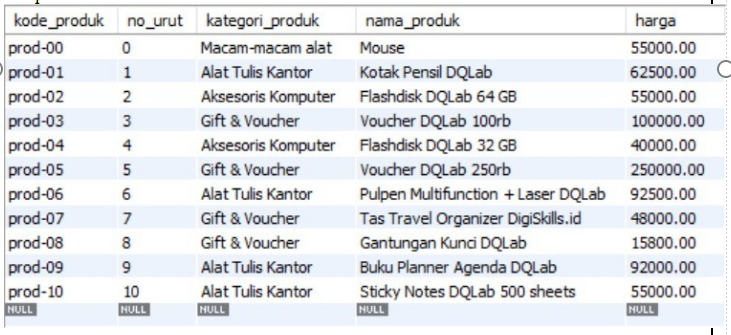 kode_produk no_urut kategori_produk nama_produk harga
prod-00 0 Macam-macam alat Mouse 55000.00
prod-01 1 Alat Tulis Kantor Kotak Pensil DQLab 62500.00
prod-02 2 Aksesoris Komputer Flashdisk DQLab 64 GB 55000.00
prod-03 3 Gift & Voucher Voucher DQLab 100rb 100000.00
prod-04 4 Aksesoris Komputer Flashdisk DQLab 32 GB 40000.00
prod-05 5 Gift & Voucher Voucher DQLab 250rb 250000.00
prod-06 6 Alat Tulis Kantor Pulpen Multifunction + Laser DQLab 92500.00
prod-07 7 Gift & Voucher Tas Travel Organizer DigiSkills.id 48000.00
prod-08 8 Gift & Voucher Gantungan Kunci DQLab 15800.00
prod-09 9 Alat Tulis Kantor Buku Planner Agenda DQLab 92000.00
prod-10 10 Alat Tulis Kantor Sticky Notes DQLab 500 sheets 55000.00
NULL NULL NULL NULL NULL